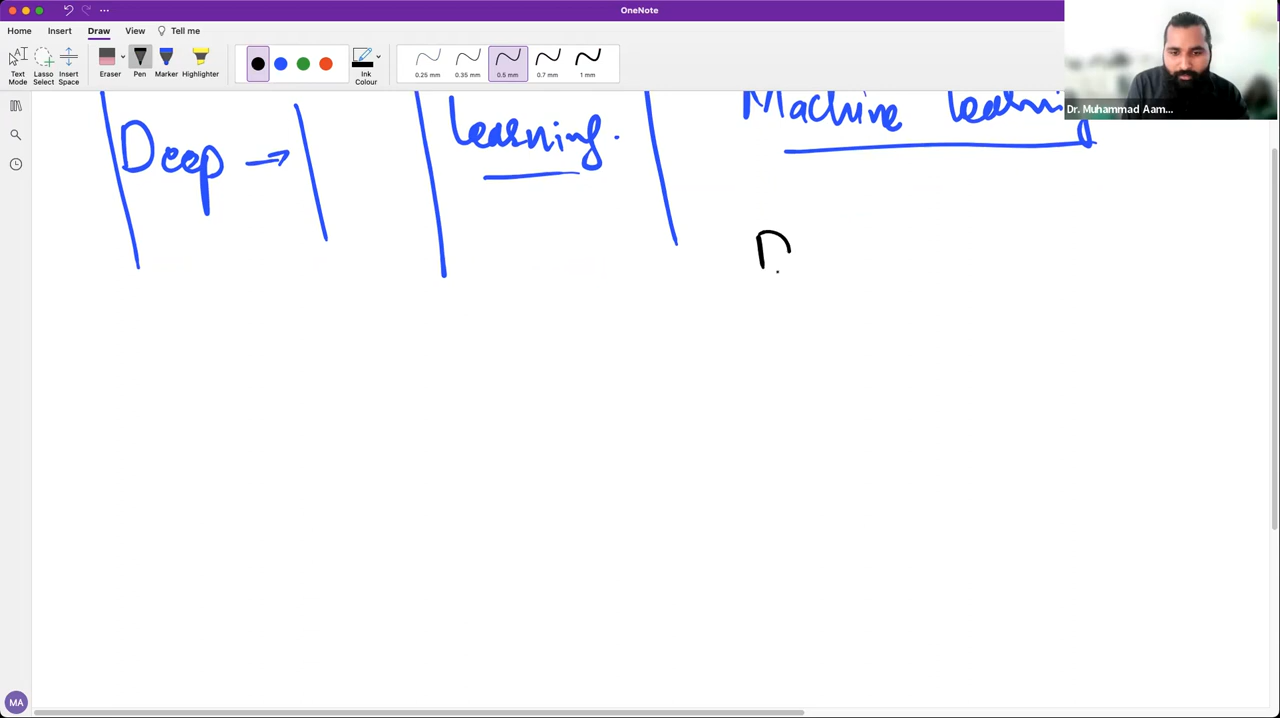 OneNote
Home Insert Draw View Tell me
Text Mode Lasso Select Insert Space Eraser Pen Marker Highlighter Ink Colour 0.25 mm 0.35 mm 0.5 mm 0.7 mm 1 mm
Dr. Muhammad Aam...
Deep → Learning. Machine Learning
MA